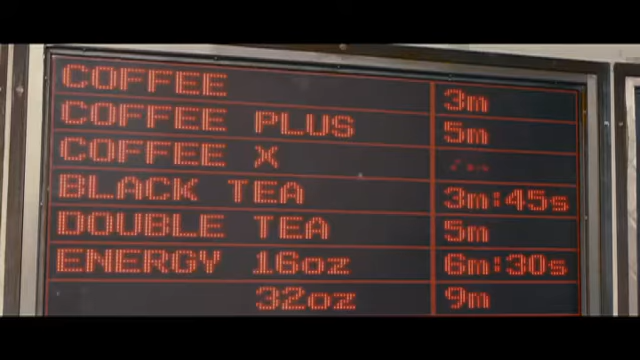 COFFEE 3m
COFFEE PLUS 5m
COFFEE X
BLACK TEA 3m:45s
DOUBLE TEA 5m
ENERGY 16oz 6m:30s
32oz 9m